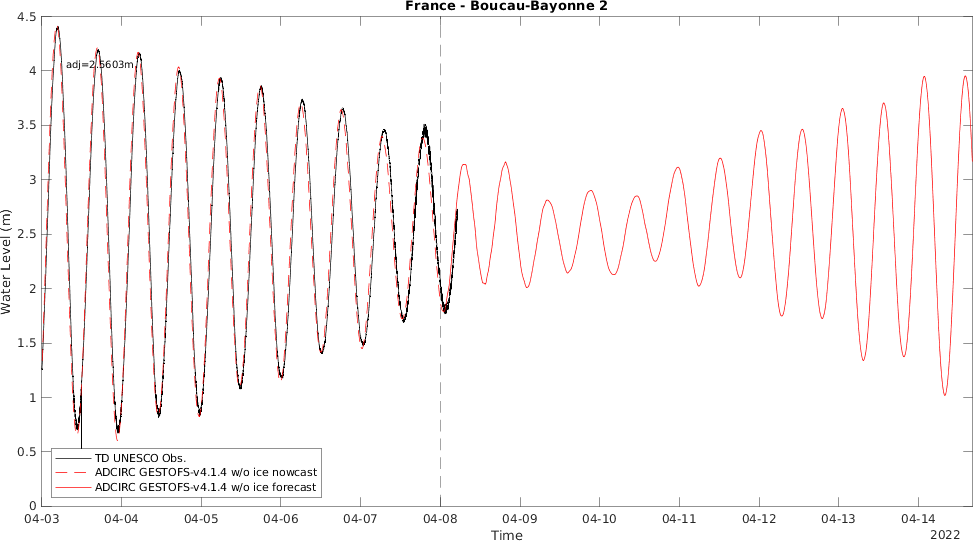 France - Boucau-Bayonne 2
4.5
4
3.5
3
2.5
2
1.5
1
0.5
0
Water Level (m)
adj=2.5603m
TD UNESCO Obs.
ADCIRC GESTOFS-v4.1.4 w/o ice nowcast
ADCIRC GESTOFS-v4.1.4 w/o ice forecast
04-03 04-04 04-05 04-06 04-07 04-08 04-09 04-10 04-11 04-12 04-13 04-14
Time
2022